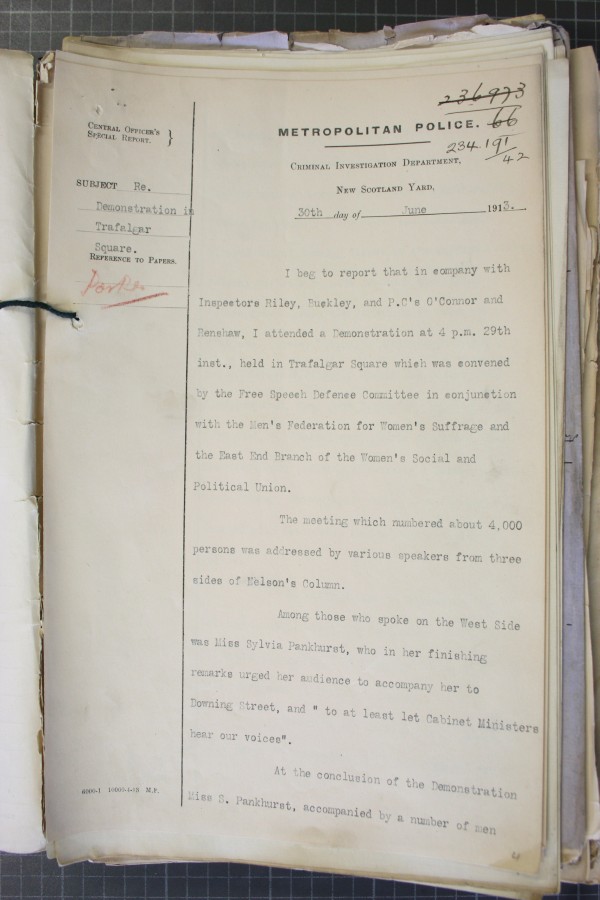 236973
METROPOLITAN POLICE. 66
234.191/42
CENTRAL OFFICER'S
SPECIAL REPORT.
CRIMINAL INVESTIGATION DEPARTMENT,
NEW SCOTLAND YARD,
30th day of June 1913.
SUBJECT Re.
Demonstration in
Trafalgar
Square.
REFERENCE TO PAPERS.
I beg to report that in company with
Inspectors Riley, Buckley, and P.C's O'Connor and
Renshaw, I attended a Demonstration at 4 p.m. 29th
inst., held in Trafalgar Square which was convened
by the Free Speech Defence Committee in conjunction
with the Men's Federation for Women's Suffrage and
the East End Branch of the Women's Social and
Political Union.
The meeting which numbered about 4,000
persons was addressed by various speakers from three
sides of Nelson's Column.
Among those who spoke on the West Side
was Miss Sylvia Pankhurst, who in her finishing
remarks urged her audience to accompany her to
Downing Street, and " to at least let Cabinet Ministers
hear our voices".
At the conclusion of the Demonstration
Miss S. Pankhurst, accompanied by a number of men
M.P.
4